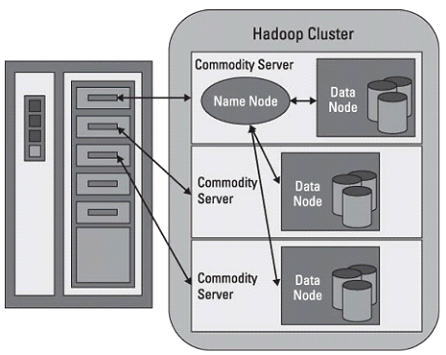 Hadoop Cluster
Commodity Server
Name Node
Data
Node
Commodity
Server
Data
Node
Commodity
Server
Data
Node